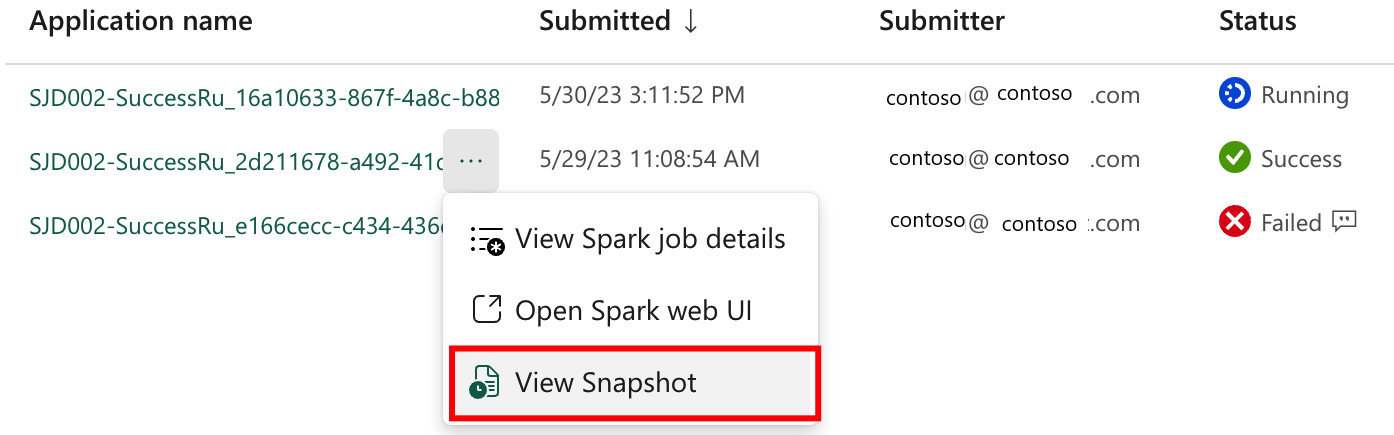 Application name Submitted ↓ Submitter Status
SJD002-SuccessRu_16a10633-867f-4a8c-b88 5/30/23 3:11:52 PM contoso@ contoso .com Running
SJD002-SuccessRu_2d211678-a492-41c ... 5/29/23 11:08:54 AM contoso@ contoso .com Success
SJD002-SuccessRu_e166cecc-c434-436c contoso@ contoso .com Failed
View Spark job details
Open Spark web UI
View Snapshot